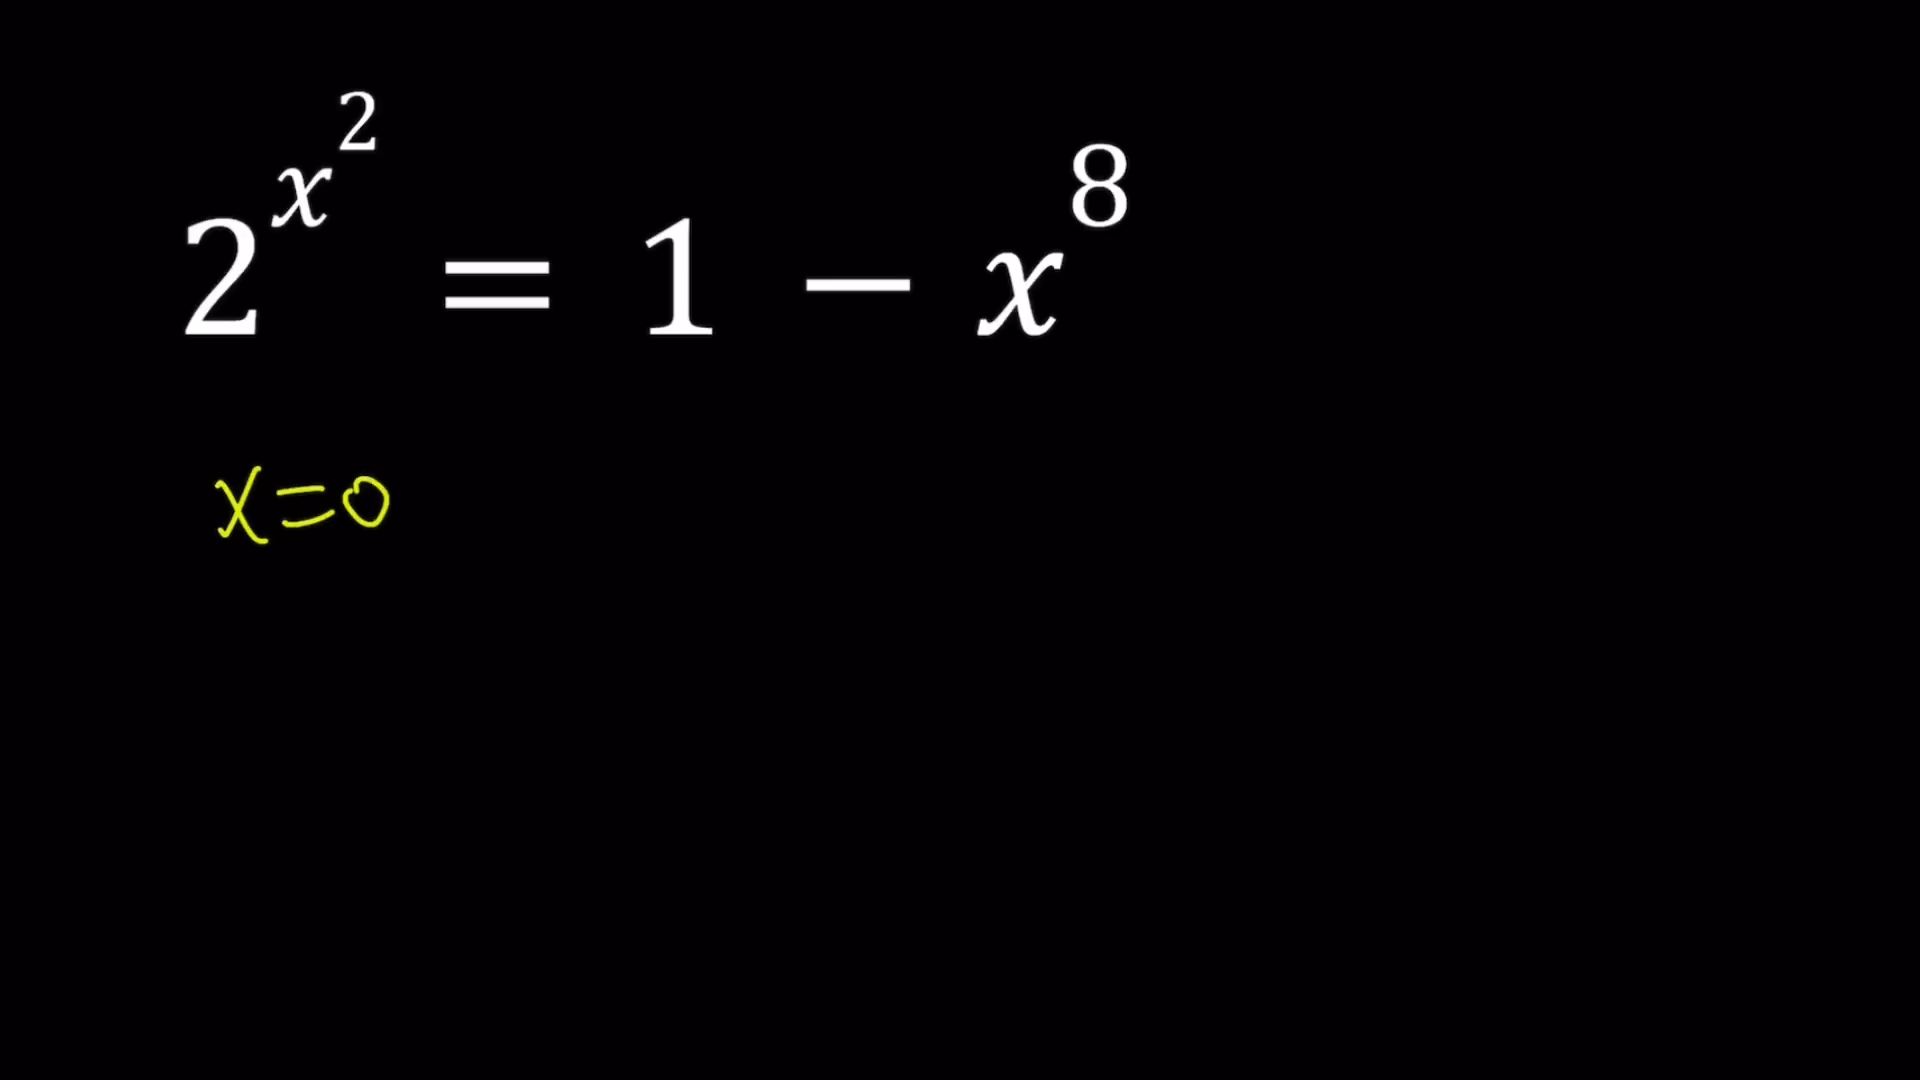 2^{x^2} = 1 − x^8
x=0